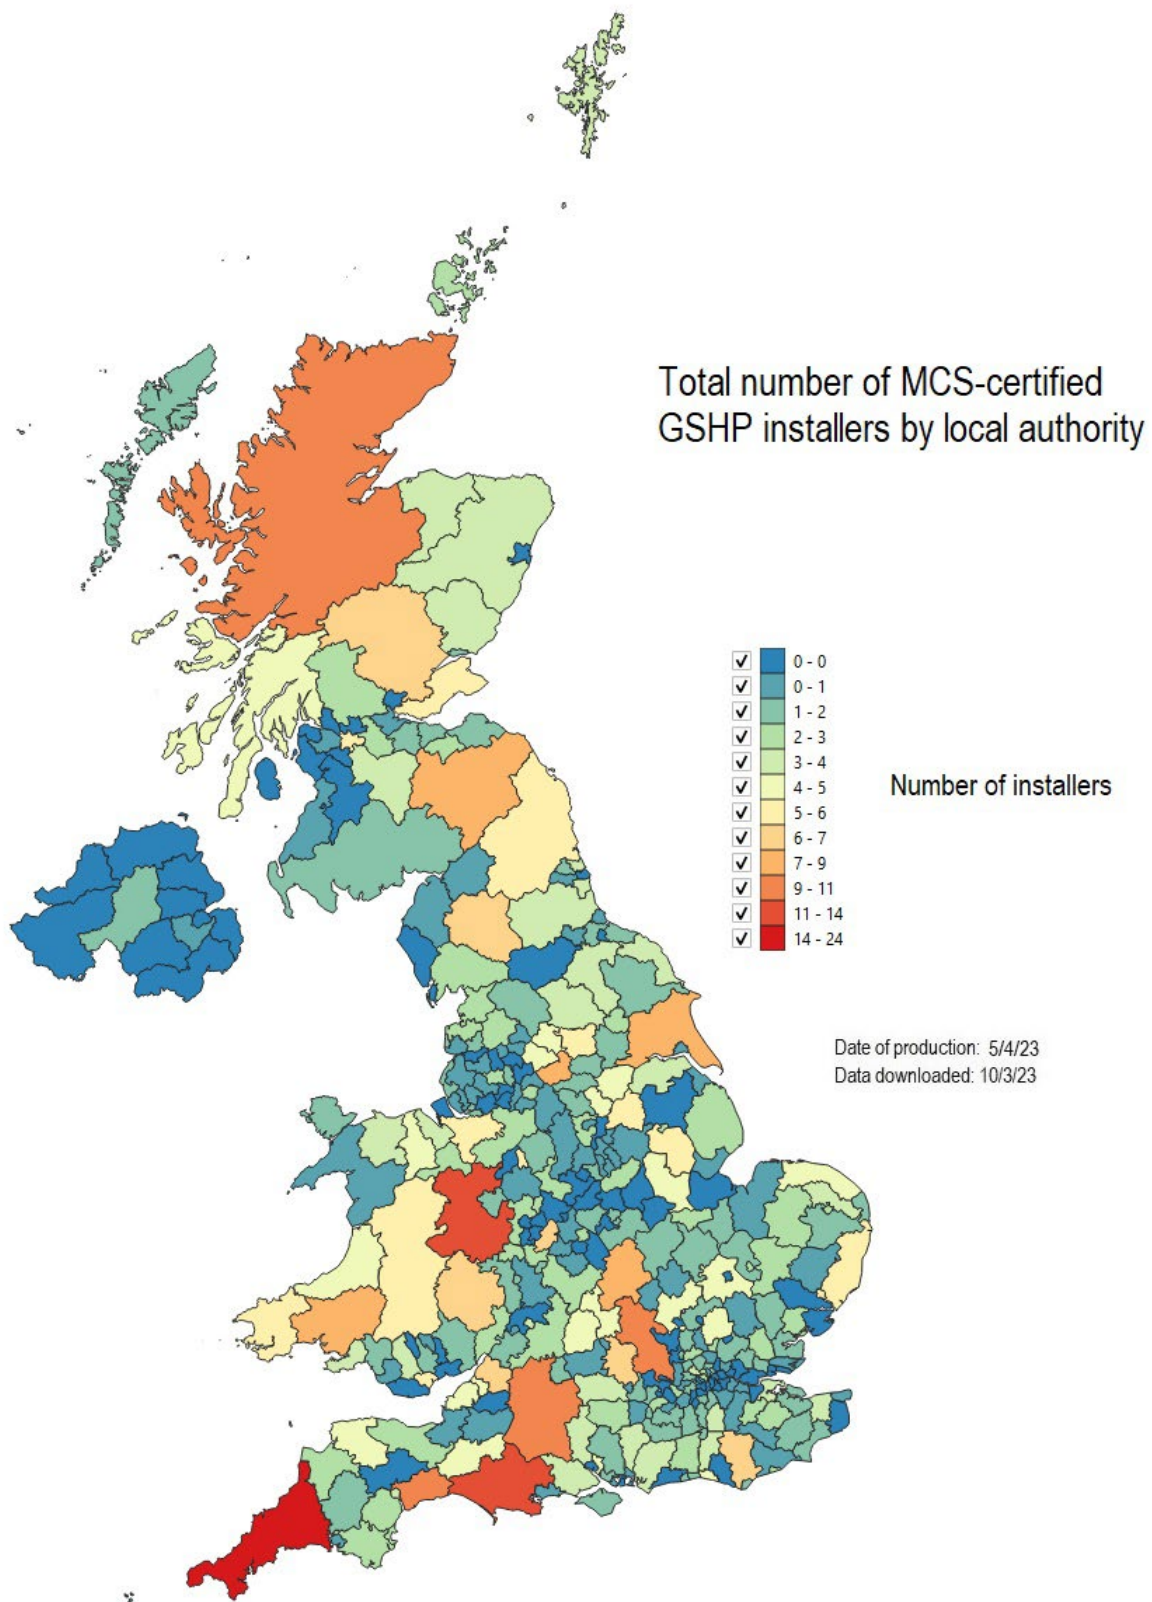 Total number of MCS-certified
GSHP installers by local authority
0 - 0
0 - 1
1 - 2
2 - 3
3 - 4
4 - 5
5 - 6
6 - 7
7 - 9
9 - 11
11 - 14
14 - 24
Number of installers
Date of production: 5/4/23
Data downloaded: 10/3/23